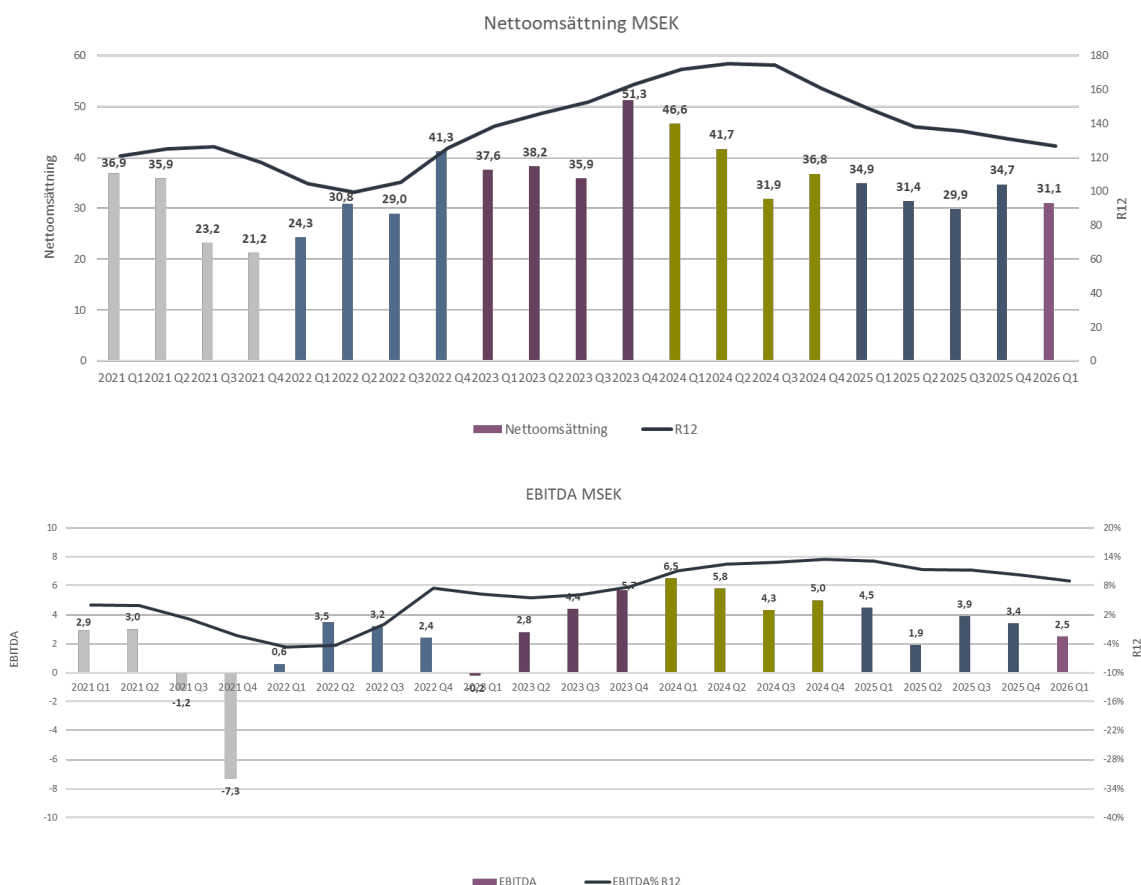 Nettoomsättning MSEK
60 180
50 160
40 140
30 120
20 100
10 80
0 60
40
20
0
Nettoomsättning
R12
36,9 35,9 23,2 21,2 24,3 30,8 29,0 41,3 37,6 38,2 35,9 51,3 46,6 41,7 31,9 36,8 34,9 31,4 29,9 34,7 31,1
2021 Q1 2021 Q2 2021 Q3 2021 Q4 2022 Q1 2022 Q2 2022 Q3 2022 Q4 2023 Q1 2023 Q2 2023 Q3 2023 Q4 2024 Q1 2024 Q2 2024 Q3 2024 Q4 2025 Q1 2025 Q2 2025 Q3 2025 Q4 2026 Q1
Nettoomsättning R12
EBITDA MSEK
10 20%
8 14%
6 8%
4 2%
2 -4%
0 -10%
-2 -16%
-4 -22%
-6 -28%
-8 -34%
-10 -40%
EBITDA
R12
2,9 3,0 -1,2 -7,3 0,6 3,5 3,2 2,4 -0,2 2,8 4,4 5,7 6,5 5,8 4,3 5,0 4,5 1,9 3,9 3,4 2,5
2021 Q1 2021 Q2 2021 Q3 2021 Q4 2022 Q1 2022 Q2 2022 Q3 2022 Q4 2023 Q1 2023 Q2 2023 Q3 2023 Q4 2024 Q1 2024 Q2 2024 Q3 2024 Q4 2025 Q1 2025 Q2 2025 Q3 2025 Q4 2026 Q1
EBITDA EBITDA% R12